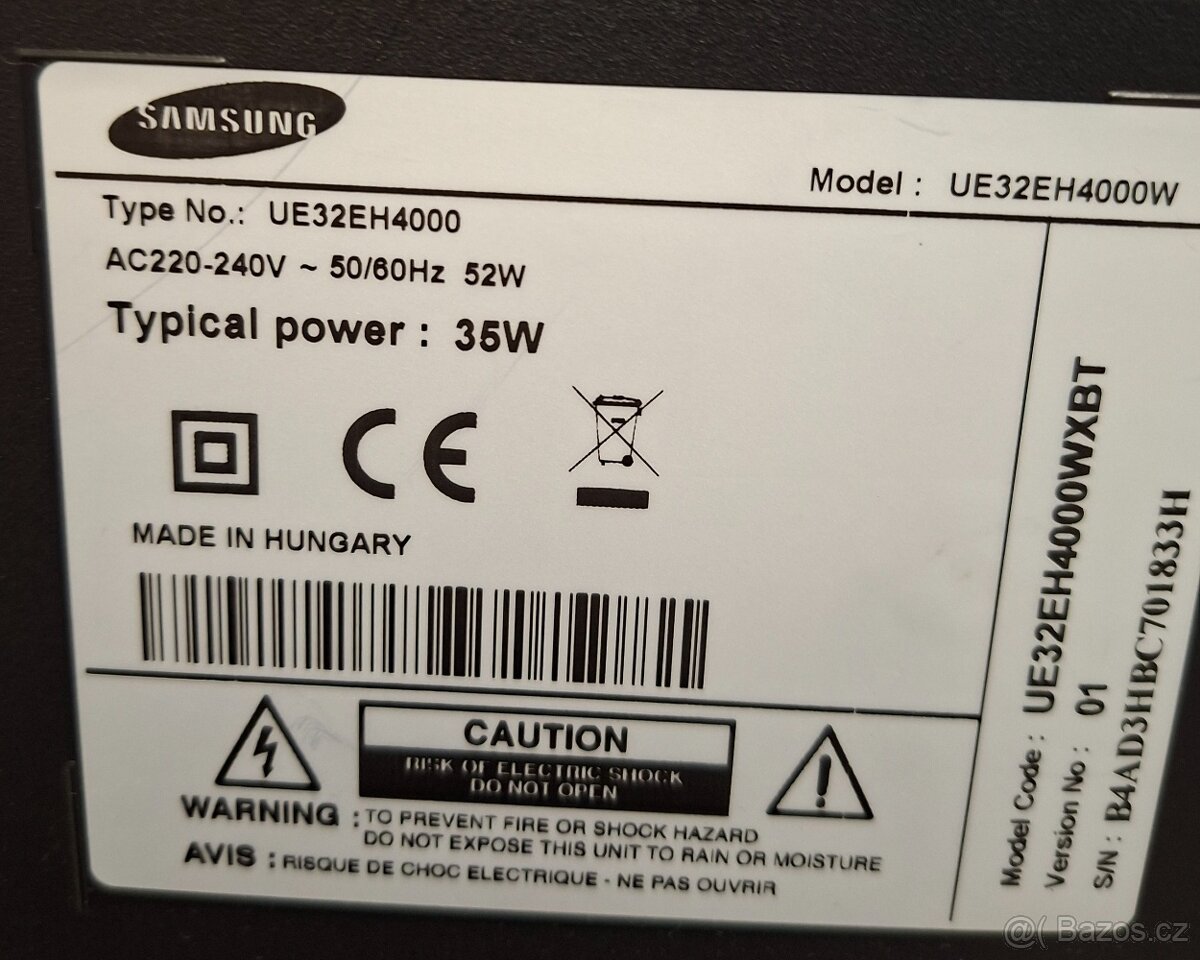 SAMSUNG
Model : UE32EH4000W
Type No.: UE32EH4000
AC220-240V ~ 50/60Hz 52W
Typical power : 35W
CE
MADE IN HUNGARY
CAUTION
RISK OF ELECTRIC SHOCK
DO NOT OPEN
WARNING : TO PREVENT FIRE OR SHOCK HAZARD
DO NOT EXPOSE THIS UNIT TO RAIN OR MOISTURE
AVIS : RISQUE DE CHOC ELECTRIQUE - NE PAS OUVRIR
Model Code : UE32EH4000WXBT
Version No : 01
S/N : B4AD3HBC701833H
@( Bazos.cz